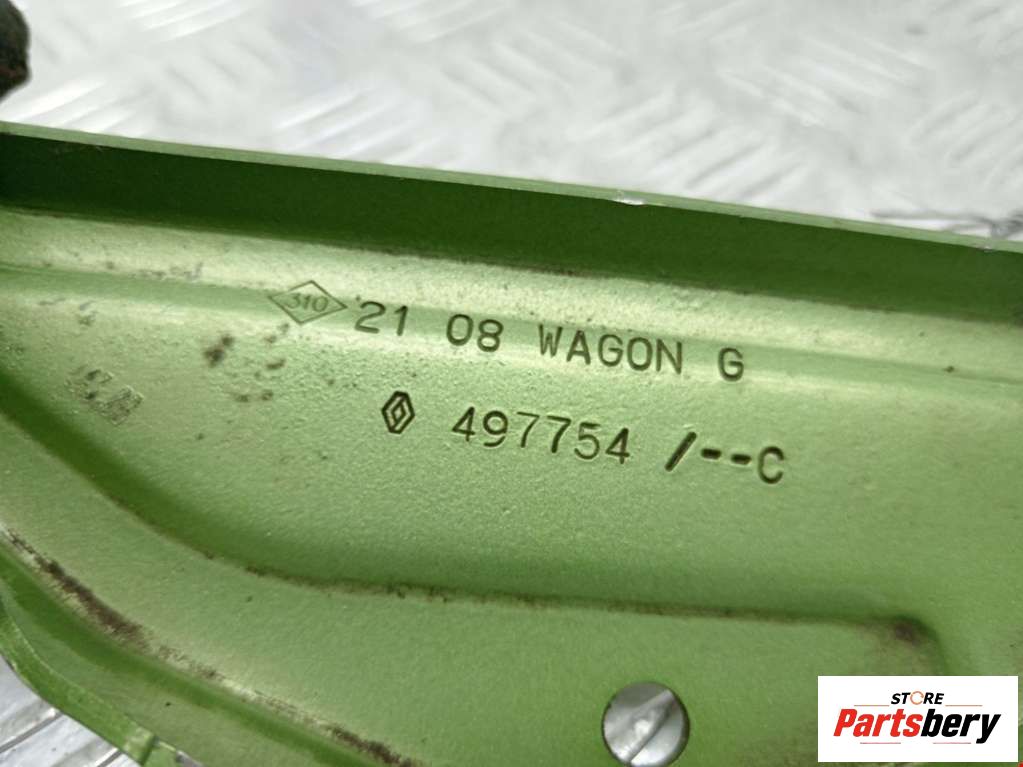 310 21 08 WAGON G
497754 /--C
STORE
Partsbery